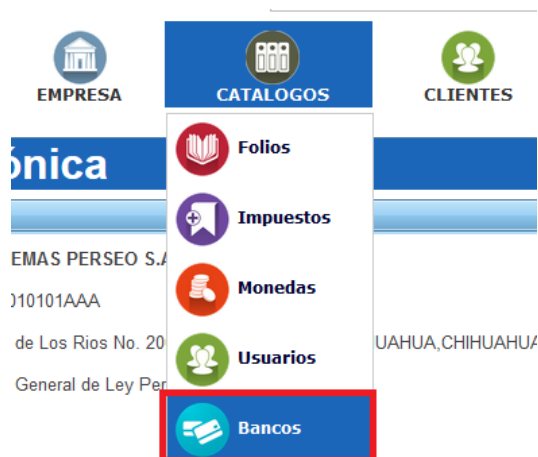 EMPRESA CATALOGOS CLIENTES
Folios
ónica
Impuestos
EMAS PERSEO S.A
010101AAA
Monedas
de Los Rios No. 20 UAHUA,CHIHUAHUA
Usuarios
General de Ley Per
Bancos